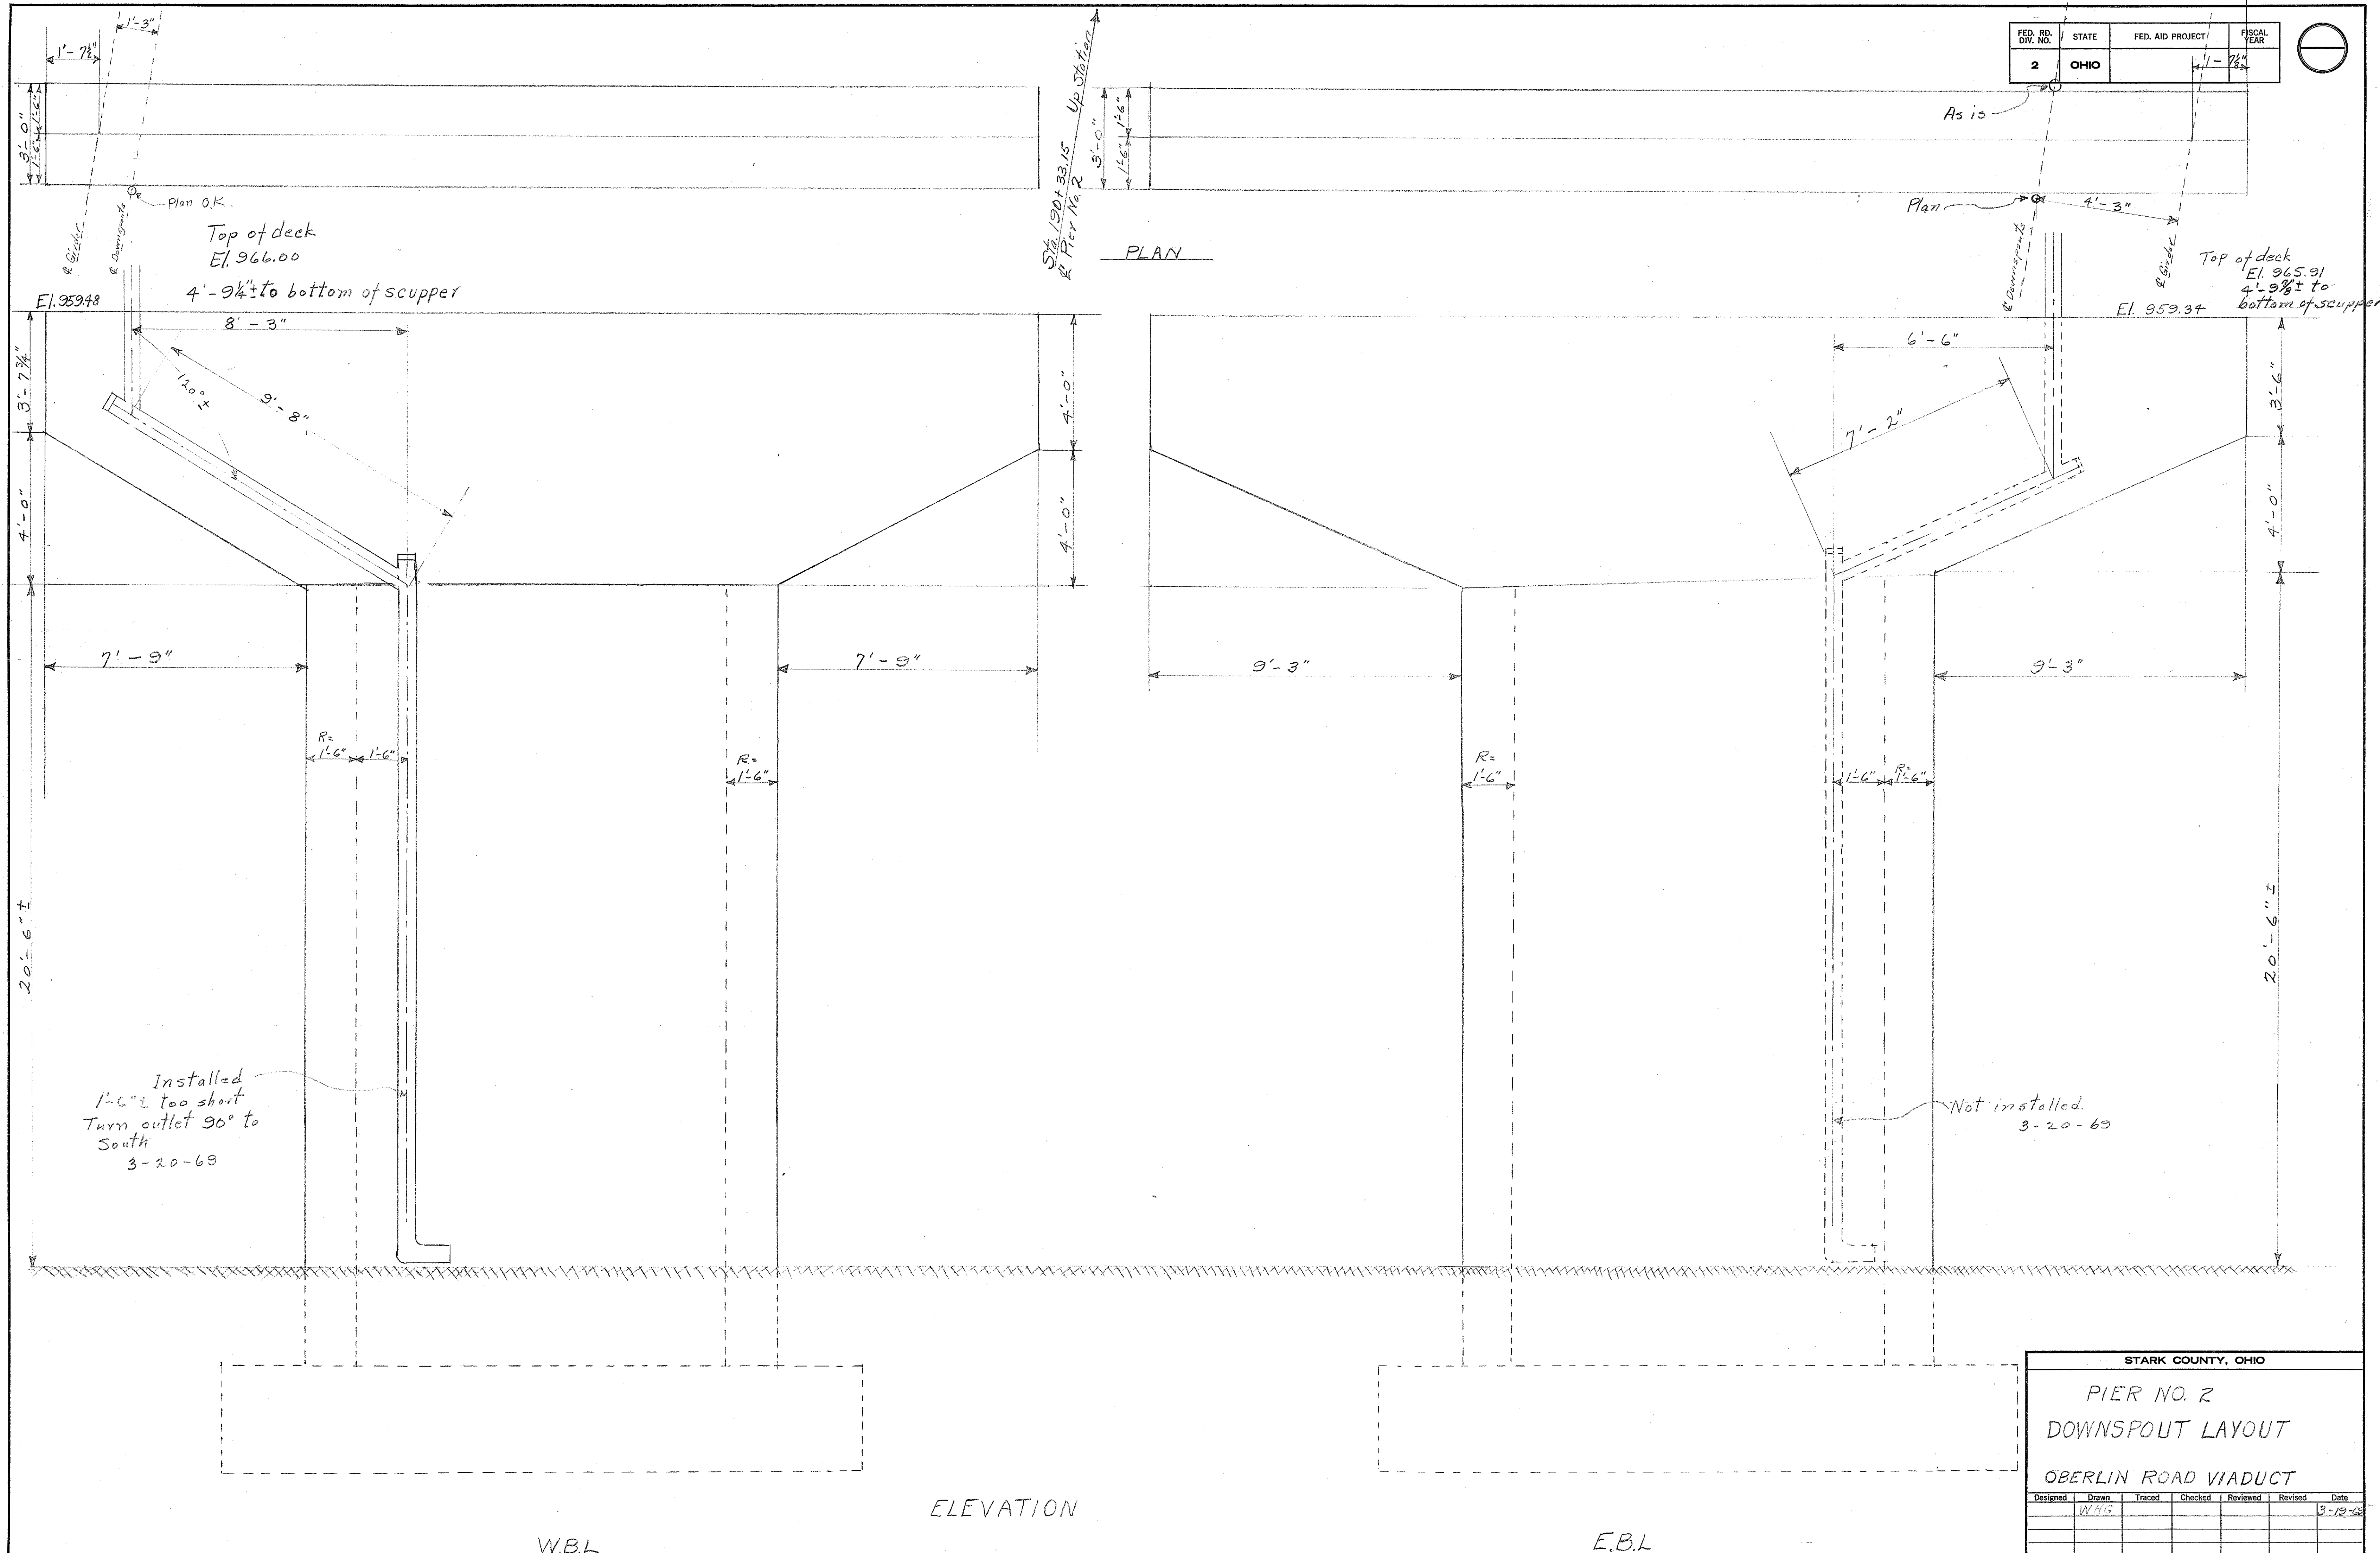 1'-3"
1'-7½"
3'-0"
1'-6"
1'-6"
℄ Girder
℄ Downspouts
Plan O.K.
Top of deck
El. 966.00
4'-9¼"± to bottom of scupper
El. 959.48
Sta. 190+33.15 Up Station
℄ Pier No. 2
3'-0"
1'-6"
1'-6"
PLAN
FED. RD. DIV. NO.
STATE
FED. AID PROJECT
FISCAL YEAR
2
OHIO
1'-7⅛"
As is
Plan
4'-3"
℄ Downspouts
℄ Girder
Top of deck
El. 965.91
4'-9⅞"± to
bottom of scupper
El. 959.34
8'-3"
120°±
9'-8"
3'-7¾"
4'-0"
4'-0"
4'-0"
6'-6"
7'-2"
3'-6"
4'-0"
7'-9"
7'-9"
9'-3"
9'-3"
R=
1'-6"
1'-6"
R=
1'-6"
R=
1'-6"
1'-6"
R=
1'-6"
20'-6"±
20'-6"±
Installed
1'-6"± too short
Turn outlet 90° to
South
3-20-69
Not installed.
3-20-69
ELEVATION
W.B.L
E.B.L
STARK COUNTY, OHIO
PIER NO. 2
DOWNSPOUT LAYOUT
OBERLIN ROAD VIADUCT
Designed Drawn Traced Checked Reviewed Revised Date
WHG 3-19-69